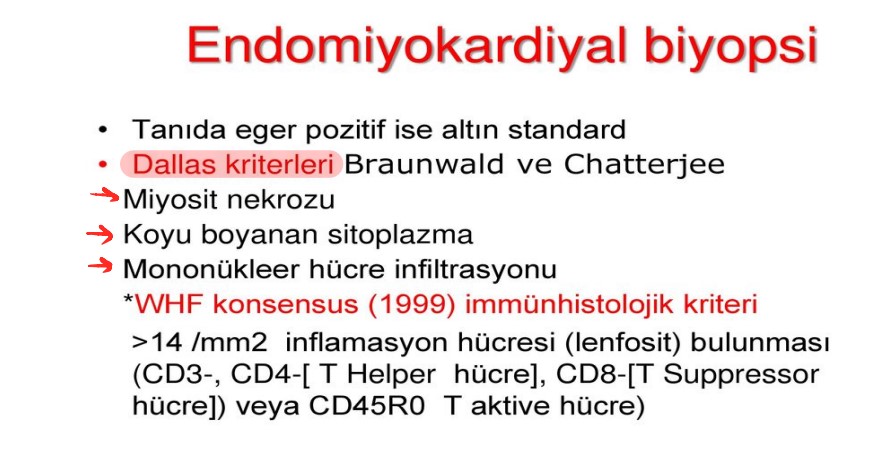 Endomiyokardiyal biyopsi
• Tanıda eger pozitif ise altın standard
• Dallas kriterleri Braunwald ve Chatterjee
Miyosit nekrozu
Koyu boyanan sitoplazma
Mononükleer hücre infiltrasyonu
*WHF konsensus (1999) immünhistolojik kriteri
>14 /mm2 inflamasyon hücresi (lenfosit) bulunması
(CD3-, CD4-[ T Helper hücre], CD8-[T Suppressor
hücre]) veya CD45R0 T aktive hücre)